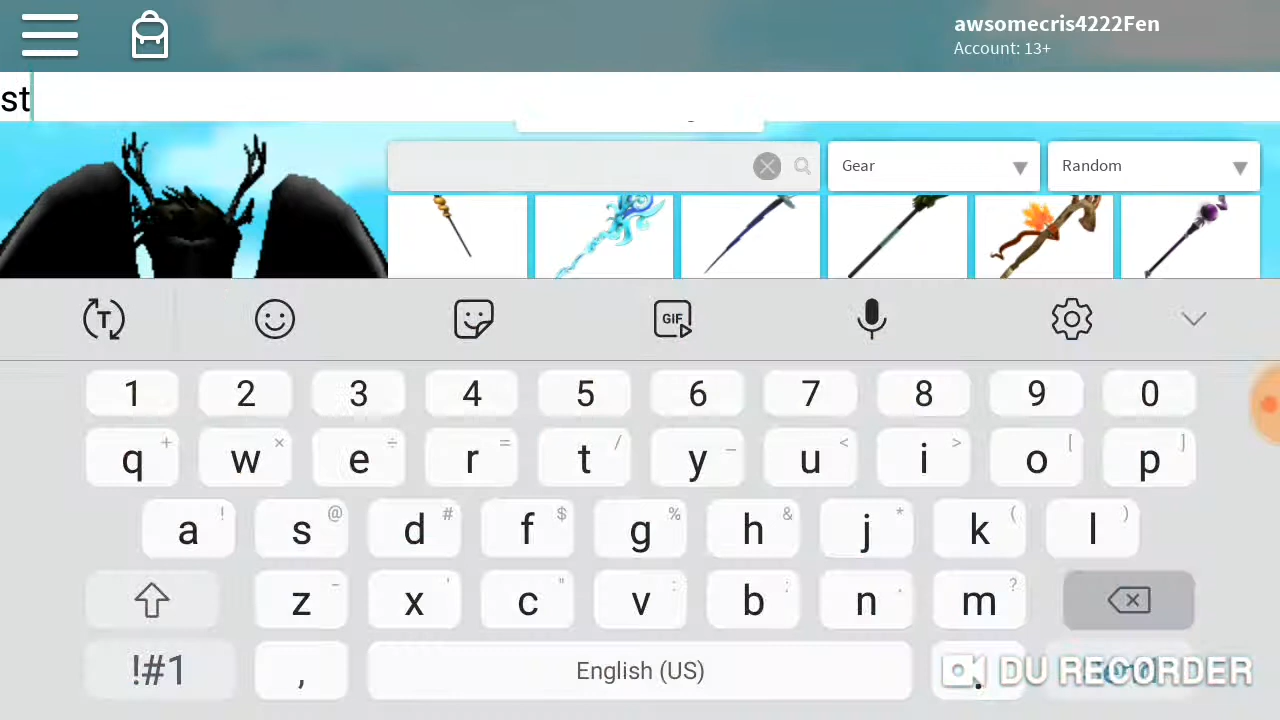 awsomecris4222Fen
Account: 13+
st
Gear
Random
T
GIF
1 2 3 4 5 6 7 8 9 0
q + w × e ÷ r = t / y _ u < i > o [ p ]
a ! s @ d # f $ g % h & j * k ( l )
z - x ' c " v : b ; n , m ?
!#1 , English (US) .
DU RECORDER